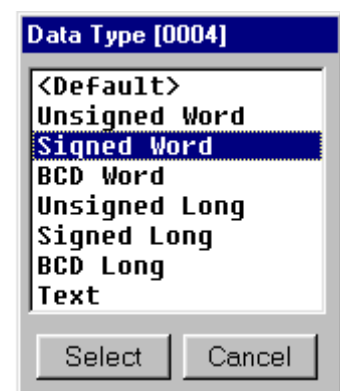 Data Type [0004]
<Default>
Unsigned Word
Signed Word
BCD Word
Unsigned Long
Signed Long
BCD Long
Text
Select Cancel